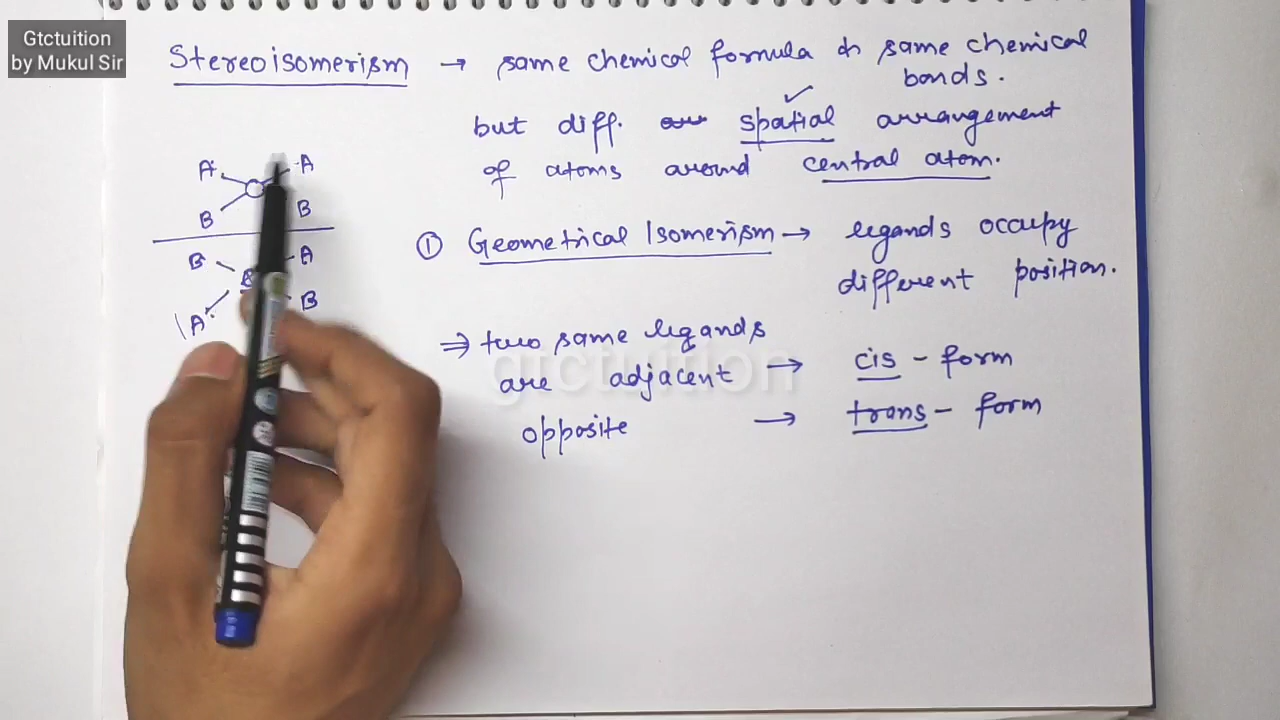 Gtctuition
by Mukul Sir
Stereoisomerism → same chemical formula & same chemical
bonds.
but diff. spatial arrangement
of atoms around central atom.
A A
B B
B A
A B
① Geometrical Isomerism → ligands occupy
different position.
⇒ two same ligands
are adjacent → cis - form
opposite → trans - form
gtctuition